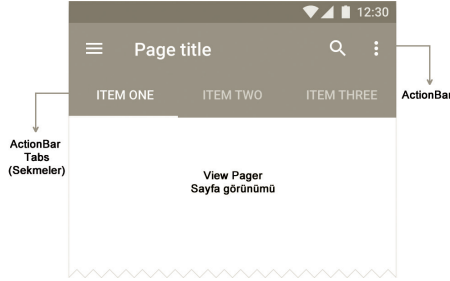 12:30
Page title
ITEM ONE
ITEM TWO
ITEM THREE
ActionBar
ActionBar
Tabs
(Sekmeler)
View Pager
Sayfa görünümü